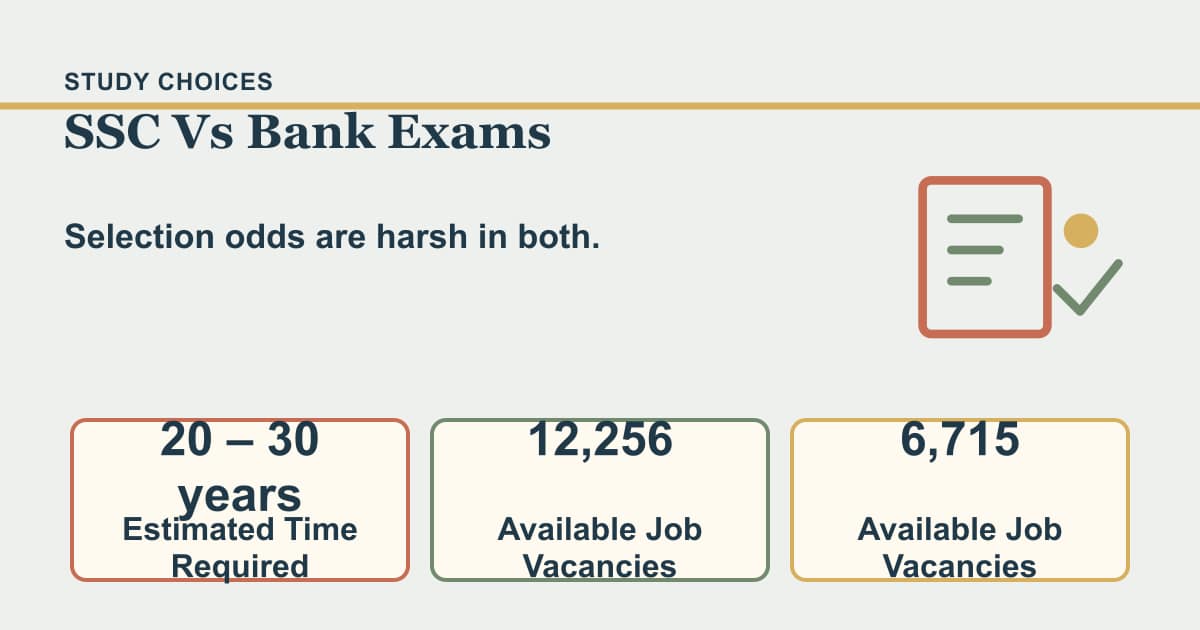 STUDY CHOICES
SSC Vs Bank Exams
Selection odds are harsh in both.
20 – 30
years
Estimated Time
Required
12,256
Available Job
Vacancies
6,715
Available Job
Vacancies